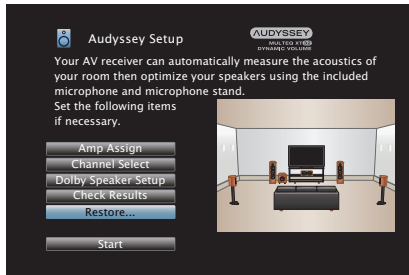 Audyssey Setup
AUDYSSEY
MULTEQ XT32
DYNAMIC VOLUME
Your AV receiver can automatically measure the acoustics of
your room then optimize your speakers using the included
microphone and microphone stand.
Set the following items
if necessary.
Amp Assign
Channel Select
Dolby Speaker Setup
Check Results
Restore...
Start